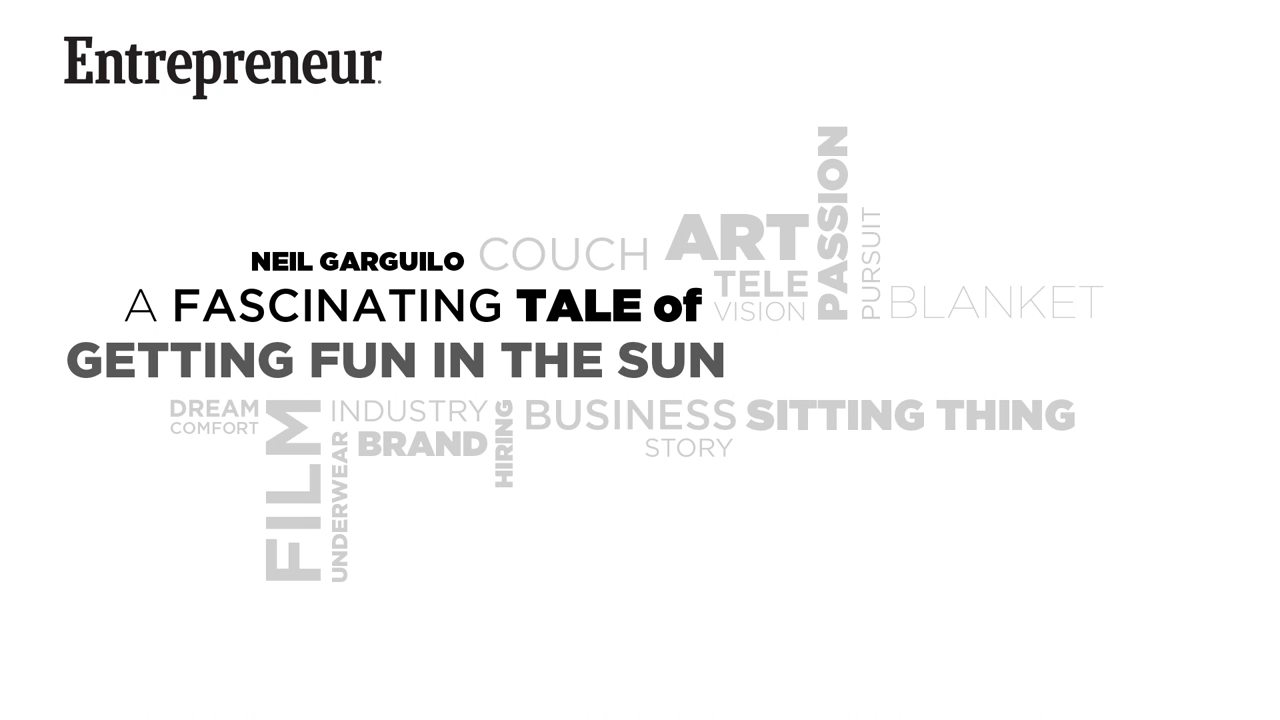 Entrepreneur.
NEIL GARGUILO
COUCH
ART
PASSION
PURSUIT
TELE
VISION
BLANKET
A FASCINATING TALE of
GETTING FUN IN THE SUN
DREAM
COMFORT
FILM
INDUSTRY
UNDERWEAR
BRAND
HIRING
BUSINESS
STORY
SITTING THING